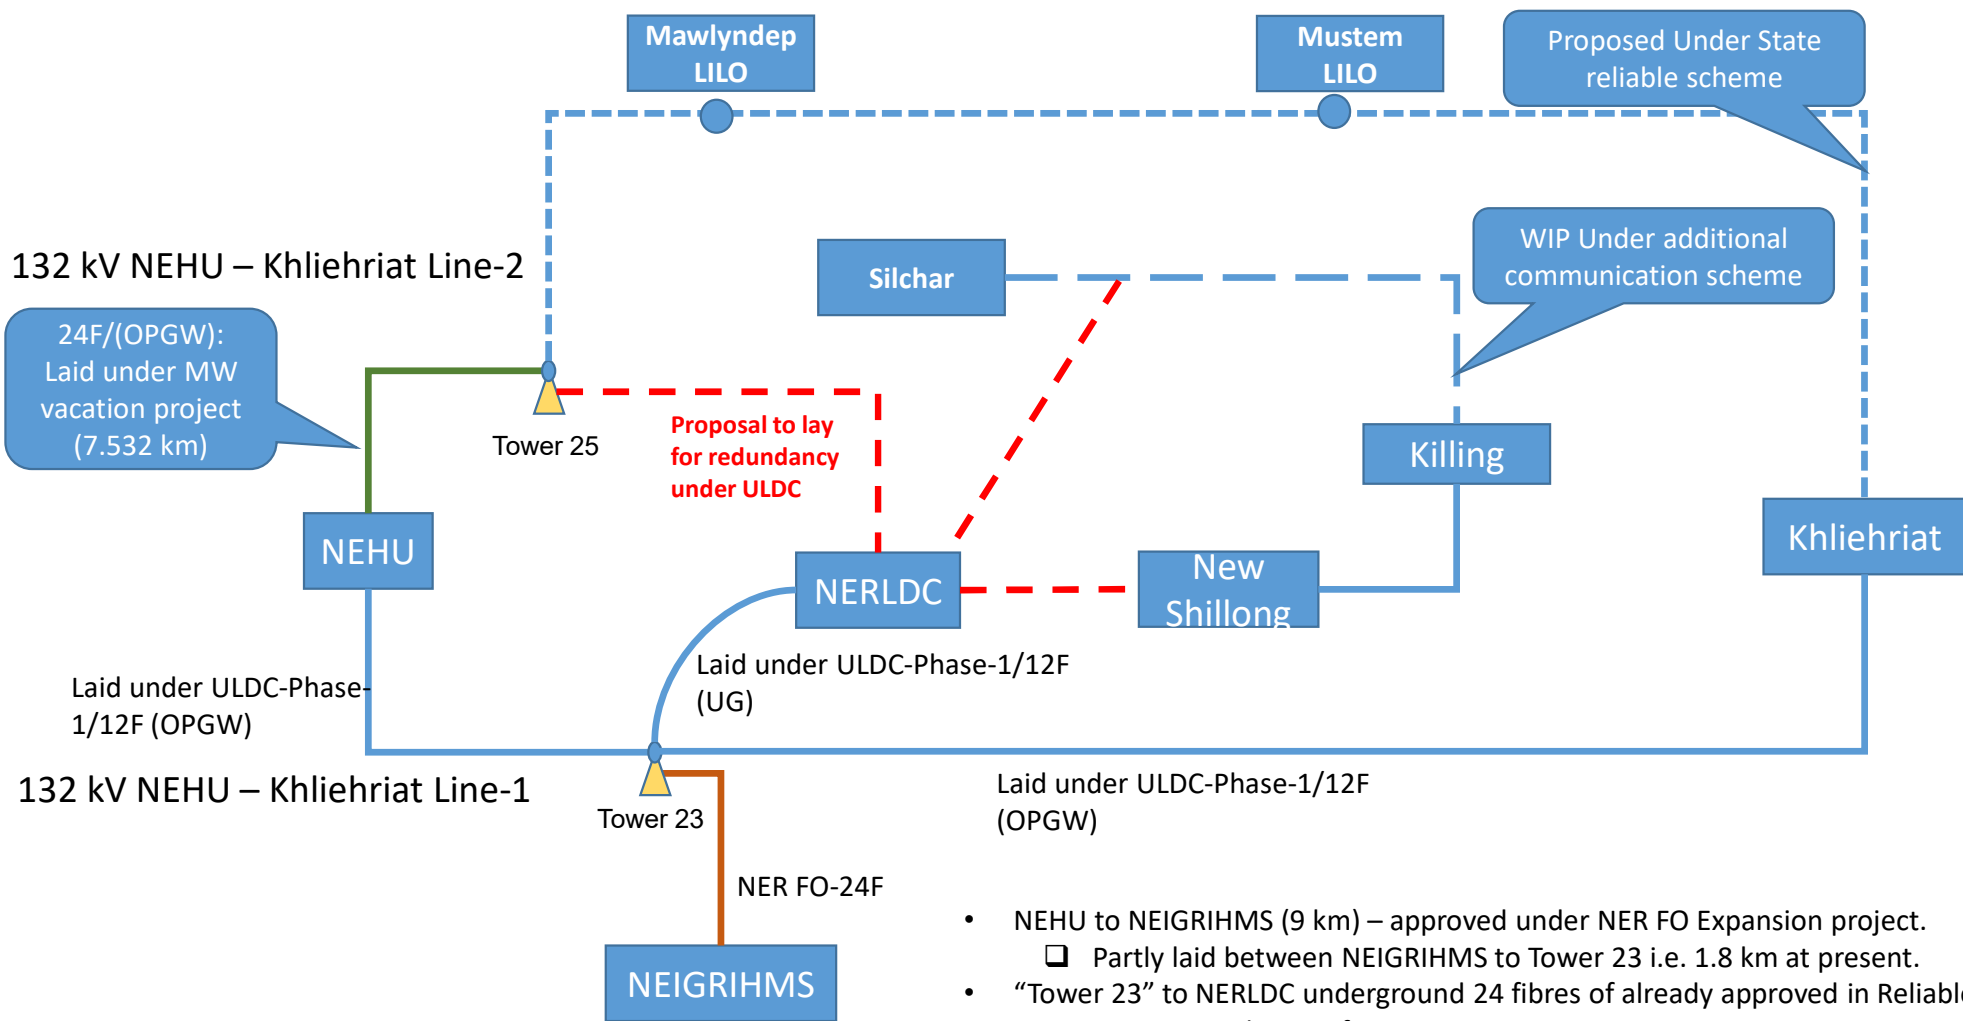 Mawlyndep
LILO
Mustem
LILO
Proposed Under State
reliable scheme
132 kV NEHU – Khliehriat Line-2
Silchar
WIP Under additional
communication scheme
24F/(OPGW):
Laid under MW
vacation project
(7.532 km)
Tower 25
Proposal to lay
for redundancy
under ULDC
Killing
NEHU
Khliehriat
NERLDC
New
Shillong
Laid under ULDC-Phase-1/12F
(UG)
Laid under ULDC-Phase-
1/12F (OPGW)
132 kV NEHU – Khliehriat Line-1
Tower 23
Laid under ULDC-Phase-1/12F
(OPGW)
NER FO-24F
NEIGRIHMS
• NEHU to NEIGRIHMS (9 km) – approved under NER FO Expansion project.
❑ Partly laid between NEIGRIHMS to Tower 23 i.e. 1.8 km at present.
• “Tower 23” to NERLDC underground 24 fibres of already approved in Reliable